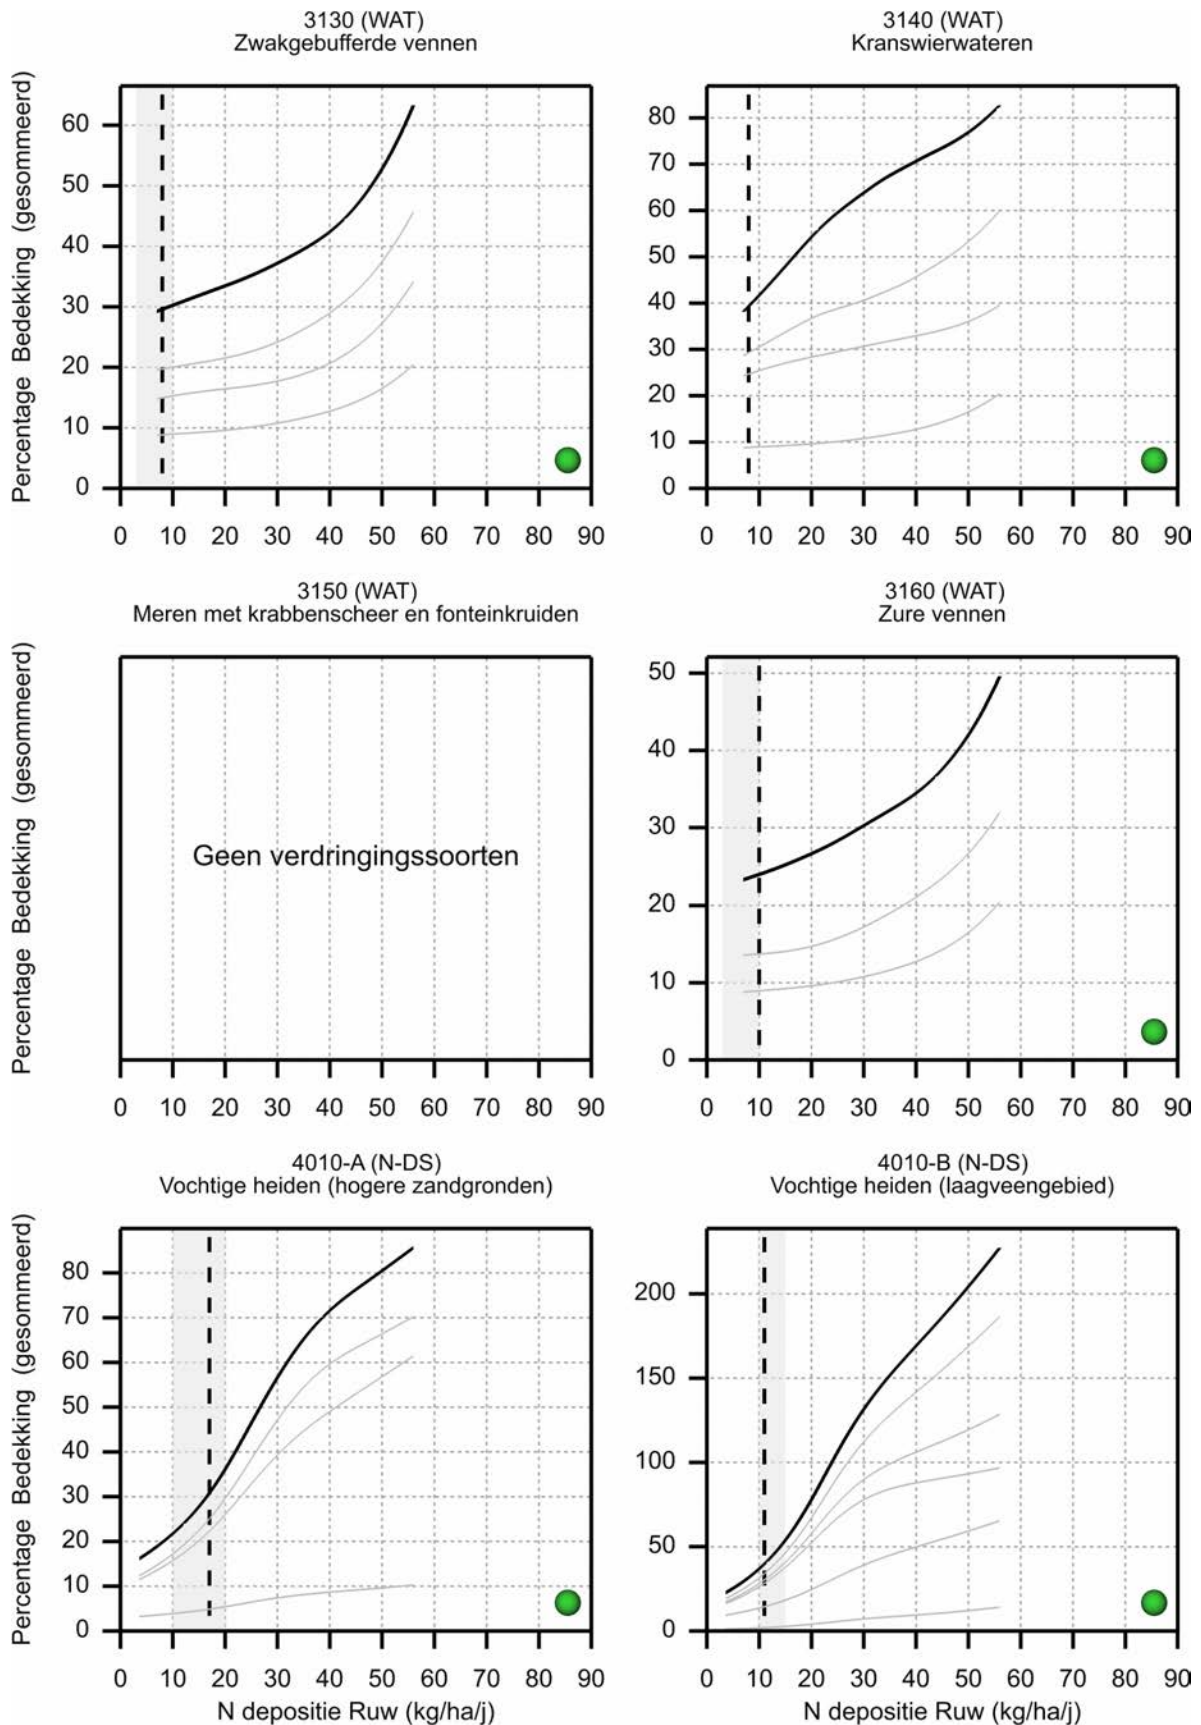 3130 (WAT)
Zwakgebufferde vennen
Percentage Bedekking (gesommeerd)
60
50
40
30
20
10
0
0 10 20 30 40 50 60 70 80 90
3140 (WAT)
Kranswierwateren
80
70
60
50
40
30
20
10
0
0 10 20 30 40 50 60 70 80 90
3150 (WAT)
Meren met krabbenscheer en fonteinkruiden
Percentage Bedekking (gesommeerd)
Geen verdringingssoorten
0 10 20 30 40 50 60 70 80 90
3160 (WAT)
Zure vennen
50
40
30
20
10
0
0 10 20 30 40 50 60 70 80 90
4010-A (N-DS)
Vochtige heiden (hogere zandgronden)
Percentage Bedekking (gesommeerd)
80
70
60
50
40
30
20
10
0
0 10 20 30 40 50 60 70 80 90
N depositie Ruw (kg/ha/j)
4010-B (N-DS)
Vochtige heiden (laagveengebied)
200
150
100
50
0
0 10 20 30 40 50 60 70 80 90
N depositie Ruw (kg/ha/j)